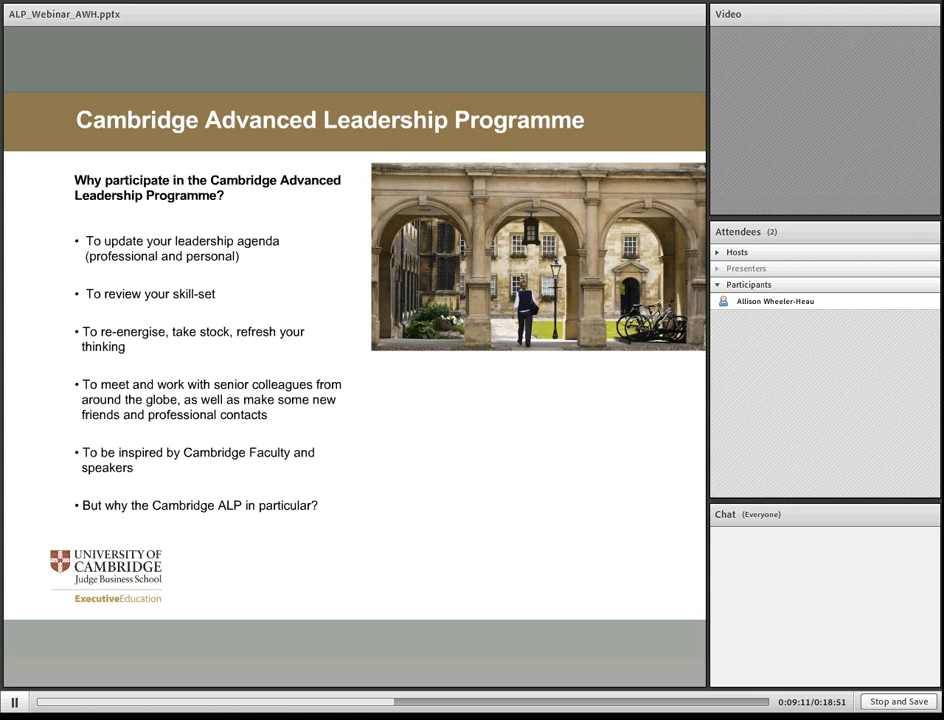 ALP_Webinar_AWH.pptx
Cambridge Advanced Leadership Programme
Why participate in the Cambridge Advanced
Leadership Programme?
• To update your leadership agenda
(professional and personal)
• To review your skill-set
• To re-energise, take stock, refresh your
thinking
• To meet and work with senior colleagues from
around the globe, as well as make some new
friends and professional contacts
• To be inspired by Cambridge Faculty and
speakers
• But why the Cambridge ALP in particular?
UNIVERSITY OF
CAMBRIDGE
Judge Business School
ExecutiveEducation
Video
Attendees (2)
Hosts
Presenters
Participants
Allison Wheeler-Heau
Chat (Everyone)
0:09:11/0:18:51
Stop and Save